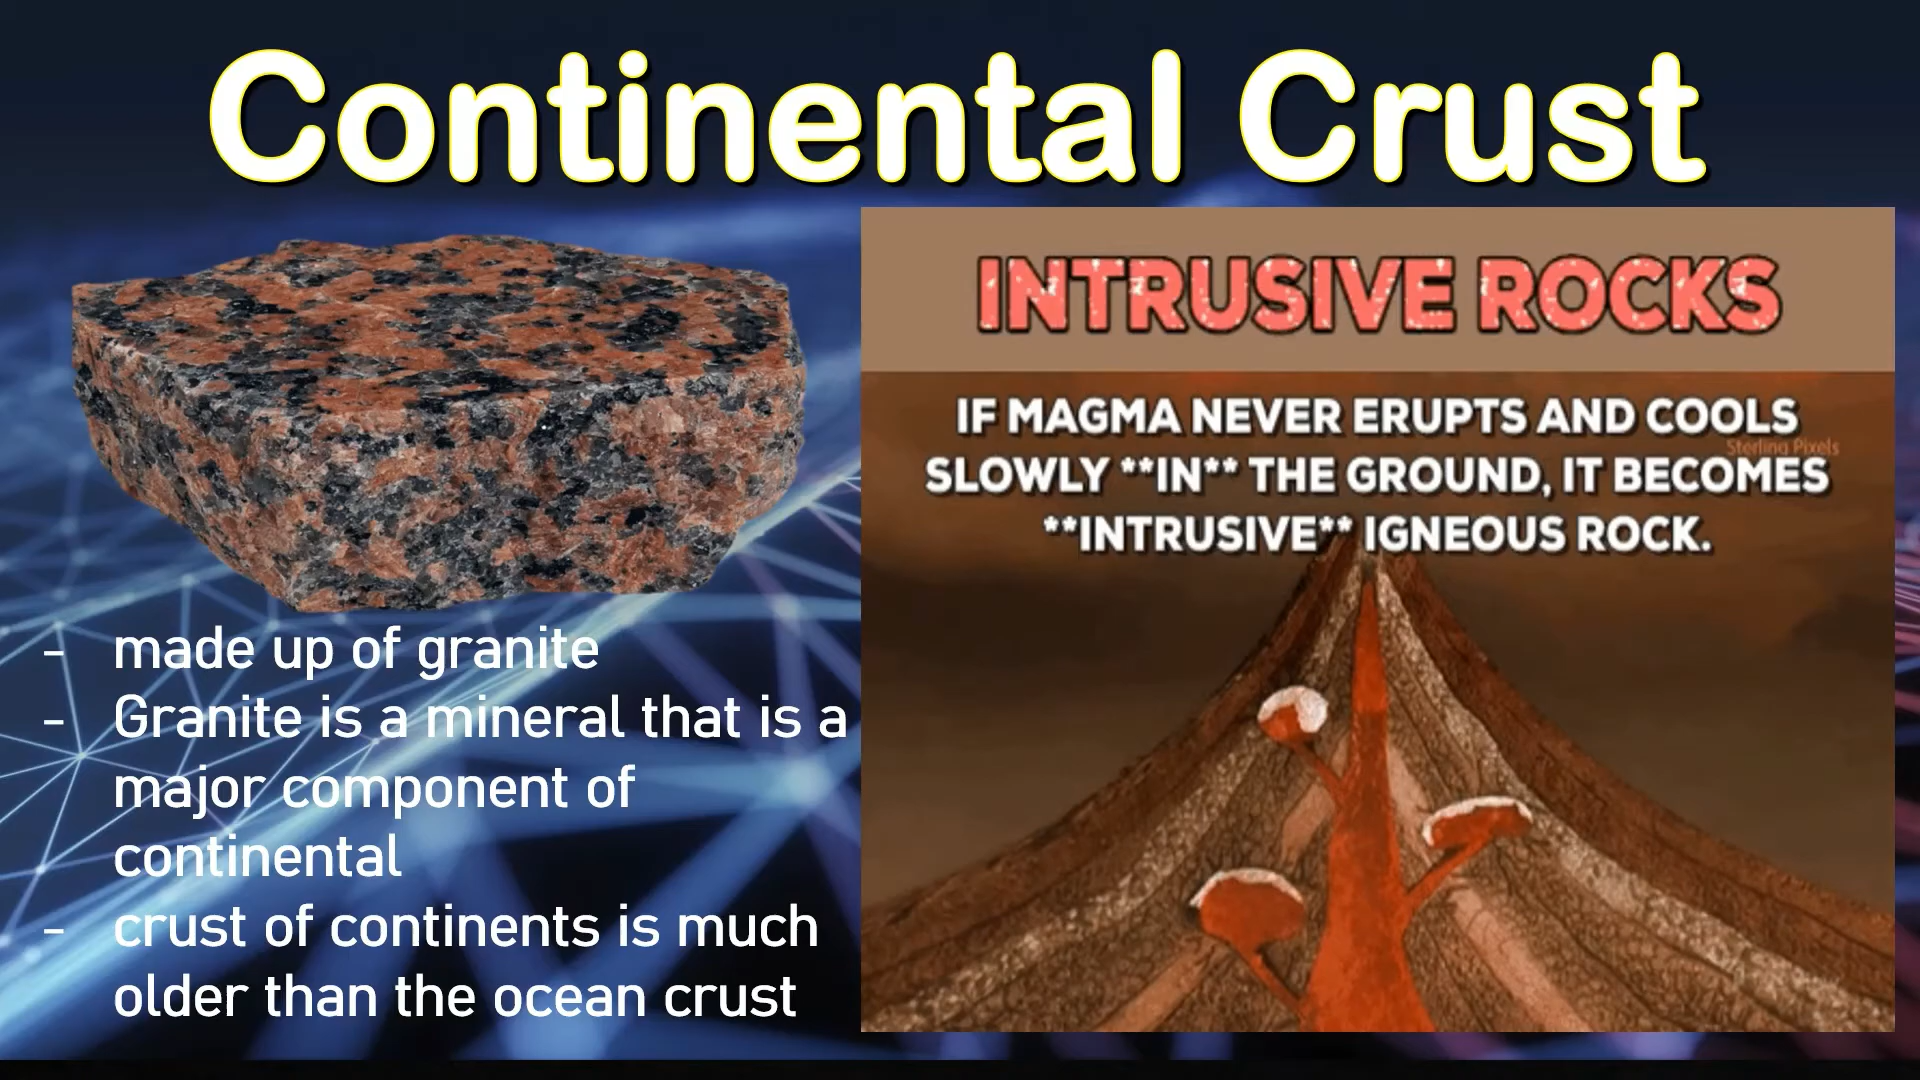 Continental Crust
INTRUSIVE ROCKS
IF MAGMA NEVER ERUPTS AND COOLS
Sterling Pixels
SLOWLY **IN** THE GROUND, IT BECOMES
**INTRUSIVE** IGNEOUS ROCK.
- made up of granite
- Granite is a mineral that is a
major component of
continental
- crust of continents is much
older than the ocean crust